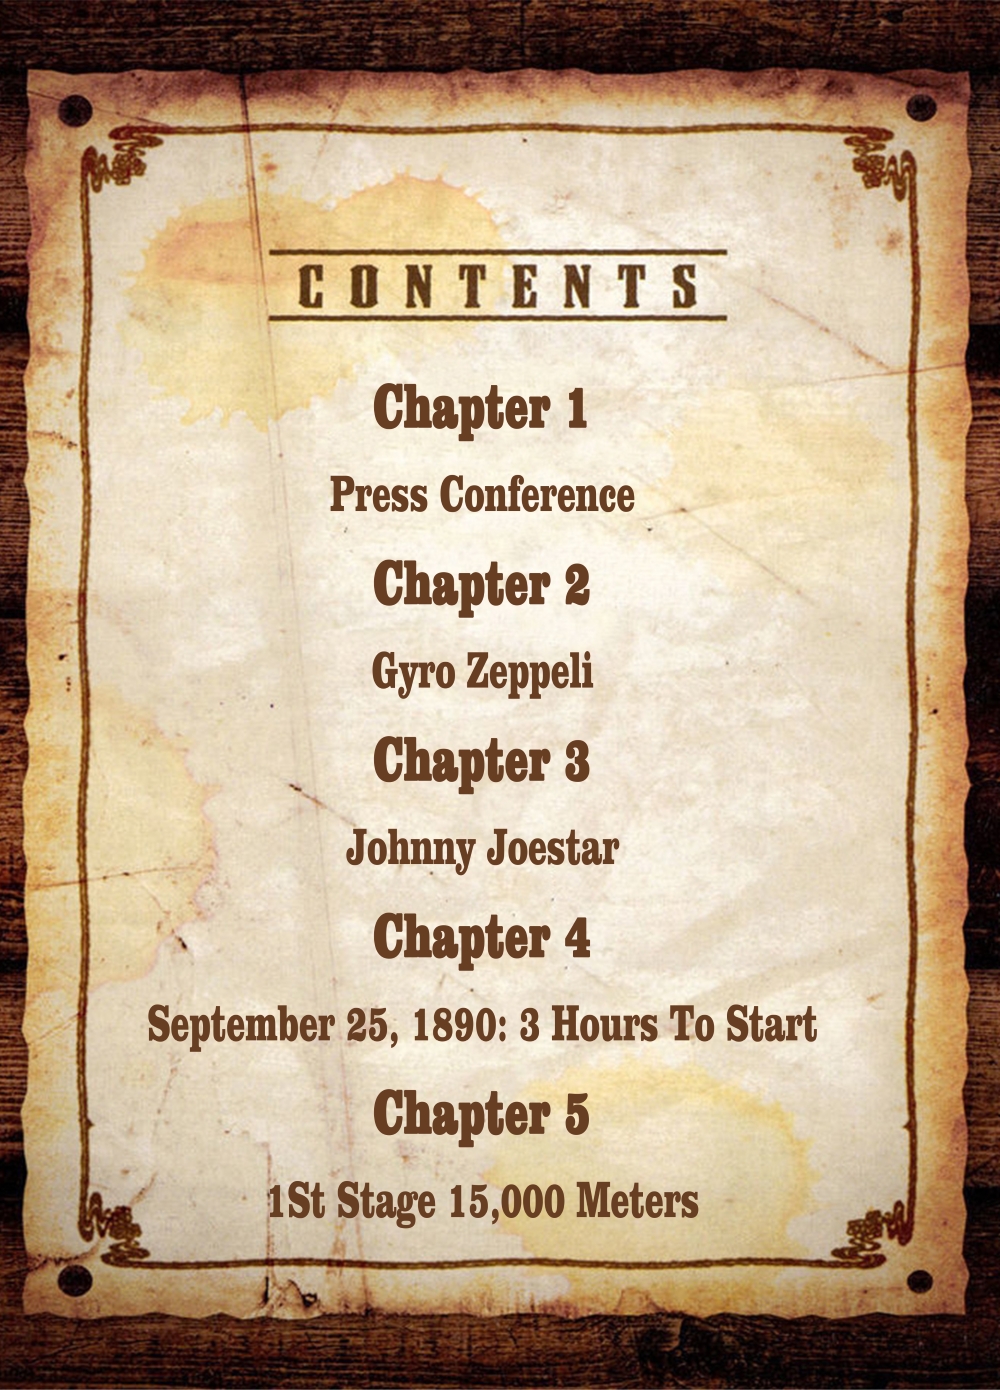 CONTENTS
Chapter 1
Press Conference
Chapter 2
Gyro Zeppeli
Chapter 3
Johnny Joestar
Chapter 4
September 25, 1890: 3 Hours To Start
Chapter 5
1St Stage 15,000 Meters